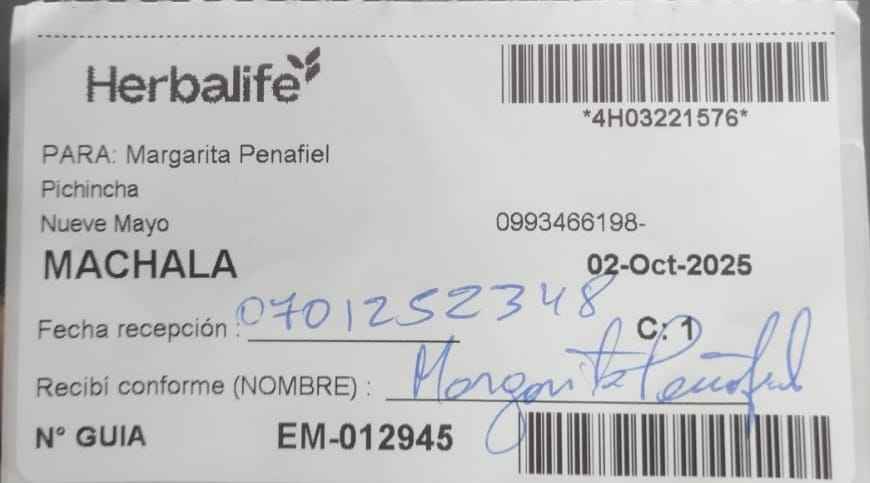 Herbalife
*4H03221576*
PARA: Margarita Penafiel
Pichincha
Nueve Mayo 0993466198-
MACHALA 02-Oct-2025
Fecha recepción : 0701252348 C: 1
Recibí conforme (NOMBRE) : Margarita Peñafiel
N° GUIA EM-012945